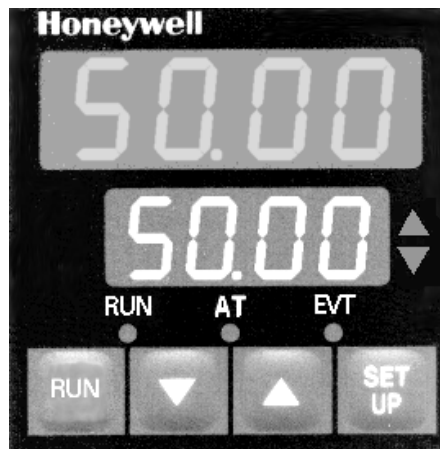 Honeywell
50.00
50.00
RUN AT EVT
RUN SET UP